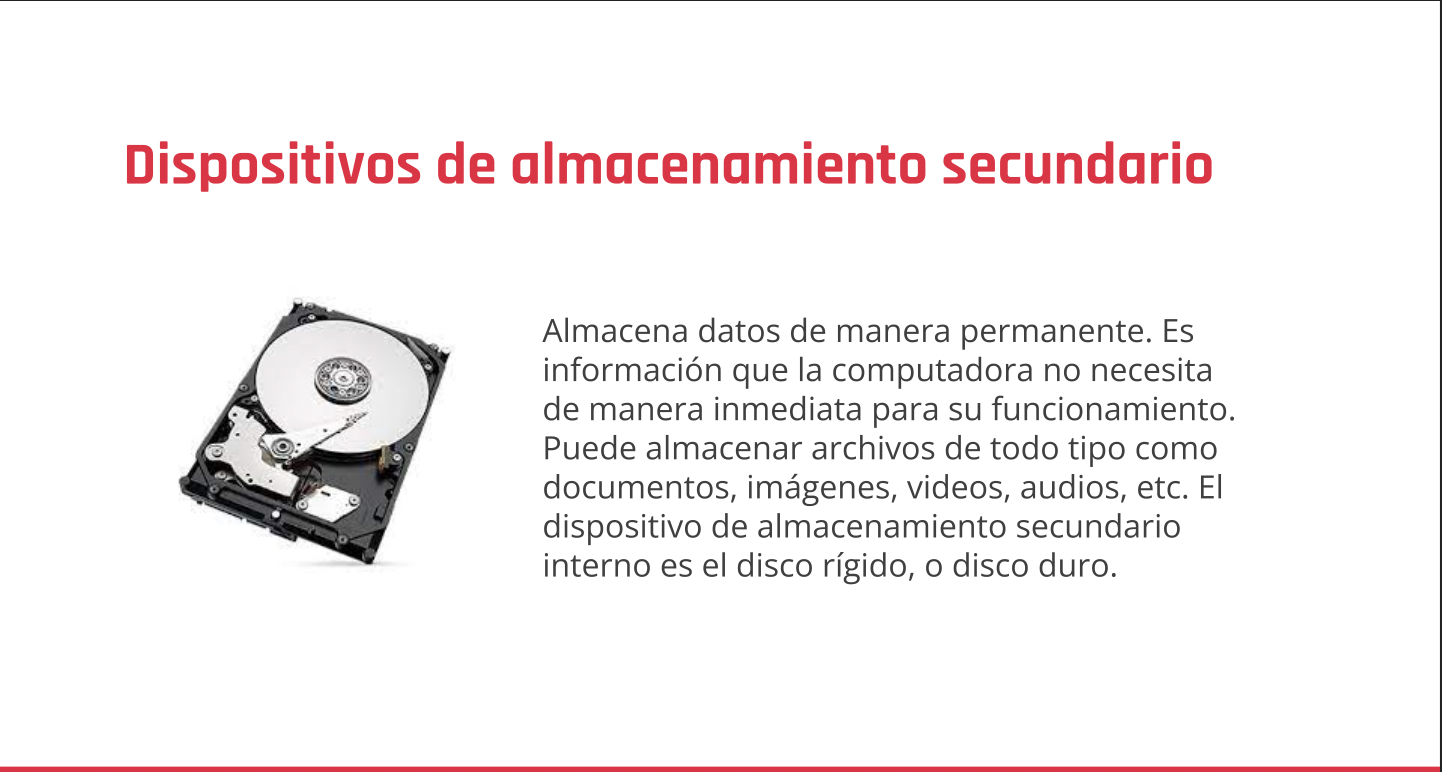 Dispositivos de almacenamiento secundario
Almacena datos de manera permanente. Es
información que la computadora no necesita
de manera inmediata para su funcionamiento.
Puede almacenar archivos de todo tipo como
documentos, imágenes, videos, audios, etc. El
dispositivo de almacenamiento secundario
interno es el disco rígido, o disco duro.